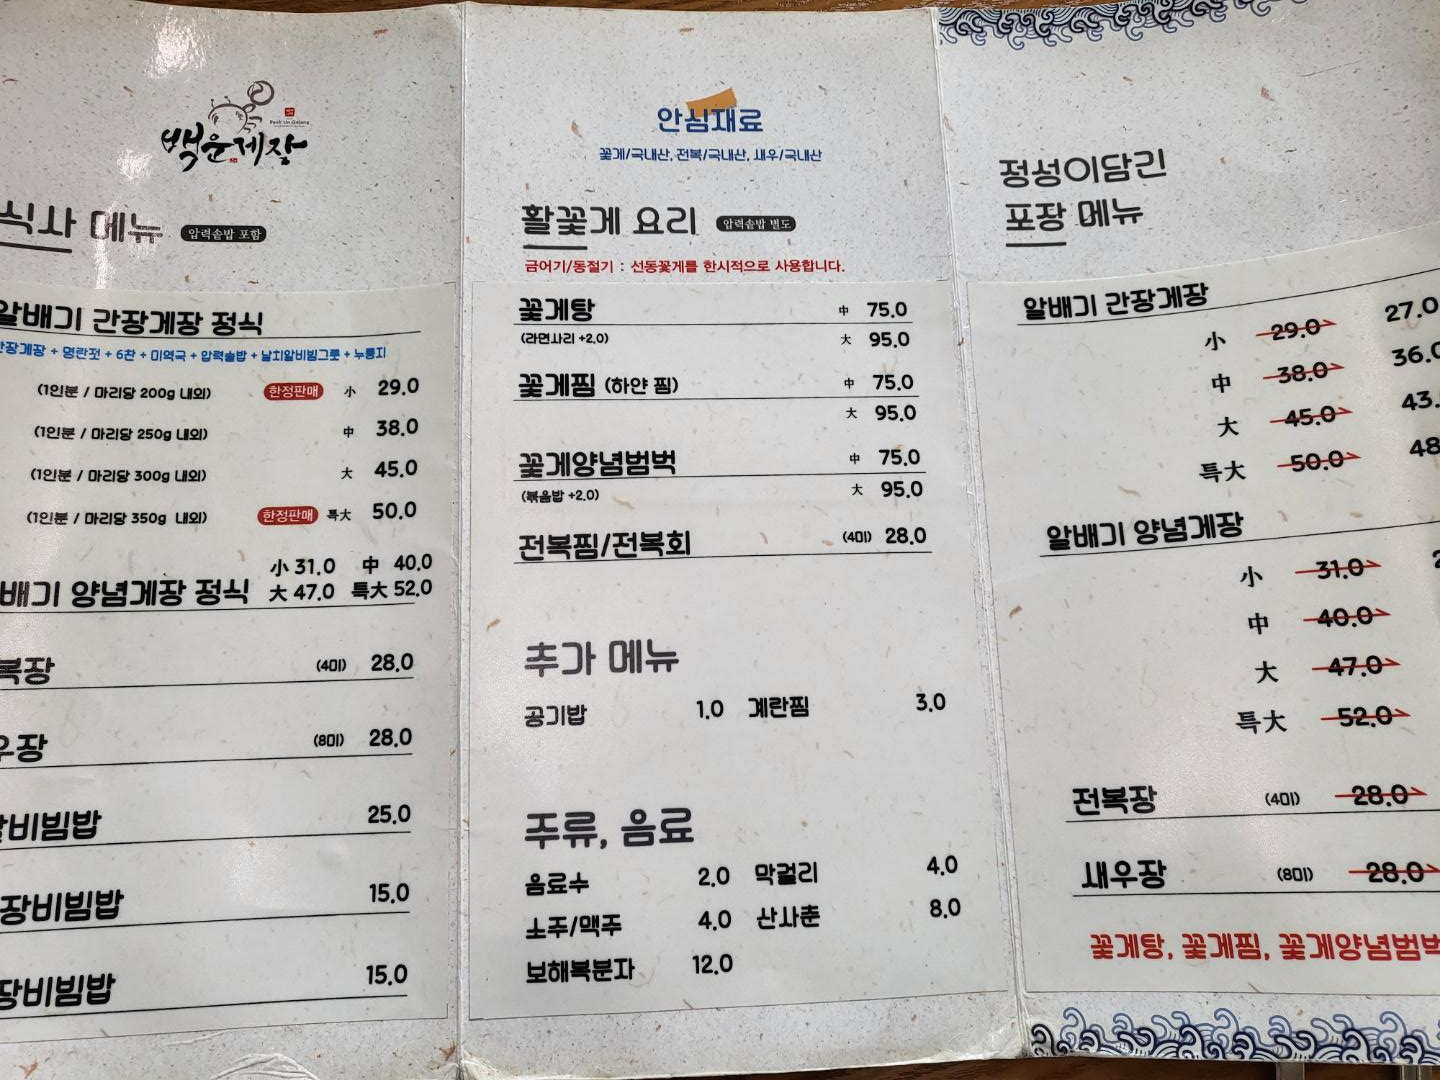 백운게장
Baek Un Gejang
식사 메뉴 압력솥밥 포함
알배기 간장게장 정식
간장게장 + 명란젓 + 6찬 + 미역국 + 압력솥밥 + 날치알비빔그릇 + 누룽지
(1인분 / 마리당 200g 내외) 한정판매 小 29.0
(1인분 / 마리당 250g 내외) 中 38.0
(1인분 / 마리당 300g 내외) 大 45.0
(1인분 / 마리당 350g 내외) 한정판매 특大 50.0
小 31.0 中 40.0
배기 양념게장 정식 大 47.0 특大 52.0
복장 (4미) 28.0
우장 (8미) 28.0
비빔밥 25.0
장비빔밥 15.0
장비빔밥 15.0
안심재료
꽃게/국내산, 전복/국내산, 새우/국내산
활꽃게 요리 압력솥밥 별도
금어기/동절기 : 선동꽃게를 한시적으로 사용합니다.
꽃게탕 中 75.0
(라면사리 +2.0) 大 95.0
꽃게찜 (하얀 찜) 中 75.0
大 95.0
꽃게양념범벅 中 75.0
(볶음밥 +2.0) 大 95.0
전복찜/전복회 (4미) 28.0
추가 메뉴
공기밥 1.0 계란찜 3.0
주류, 음료
음료수 2.0 막걸리 4.0
소주/맥주 4.0 산사춘 8.0
보해복분자 12.0
정성이담긴
포장 메뉴
알배기 간장게장
小 29.0 27.0
中 38.0 36.0
大 45.0 43.
특大 50.0 48
알배기 양념게장
小 31.0
中 40.0
大 47.0
특大 52.0
전복장 (4미) 28.0
새우장 (8미) 28.0
꽃게탕, 꽃게찜, 꽃게양념범벅